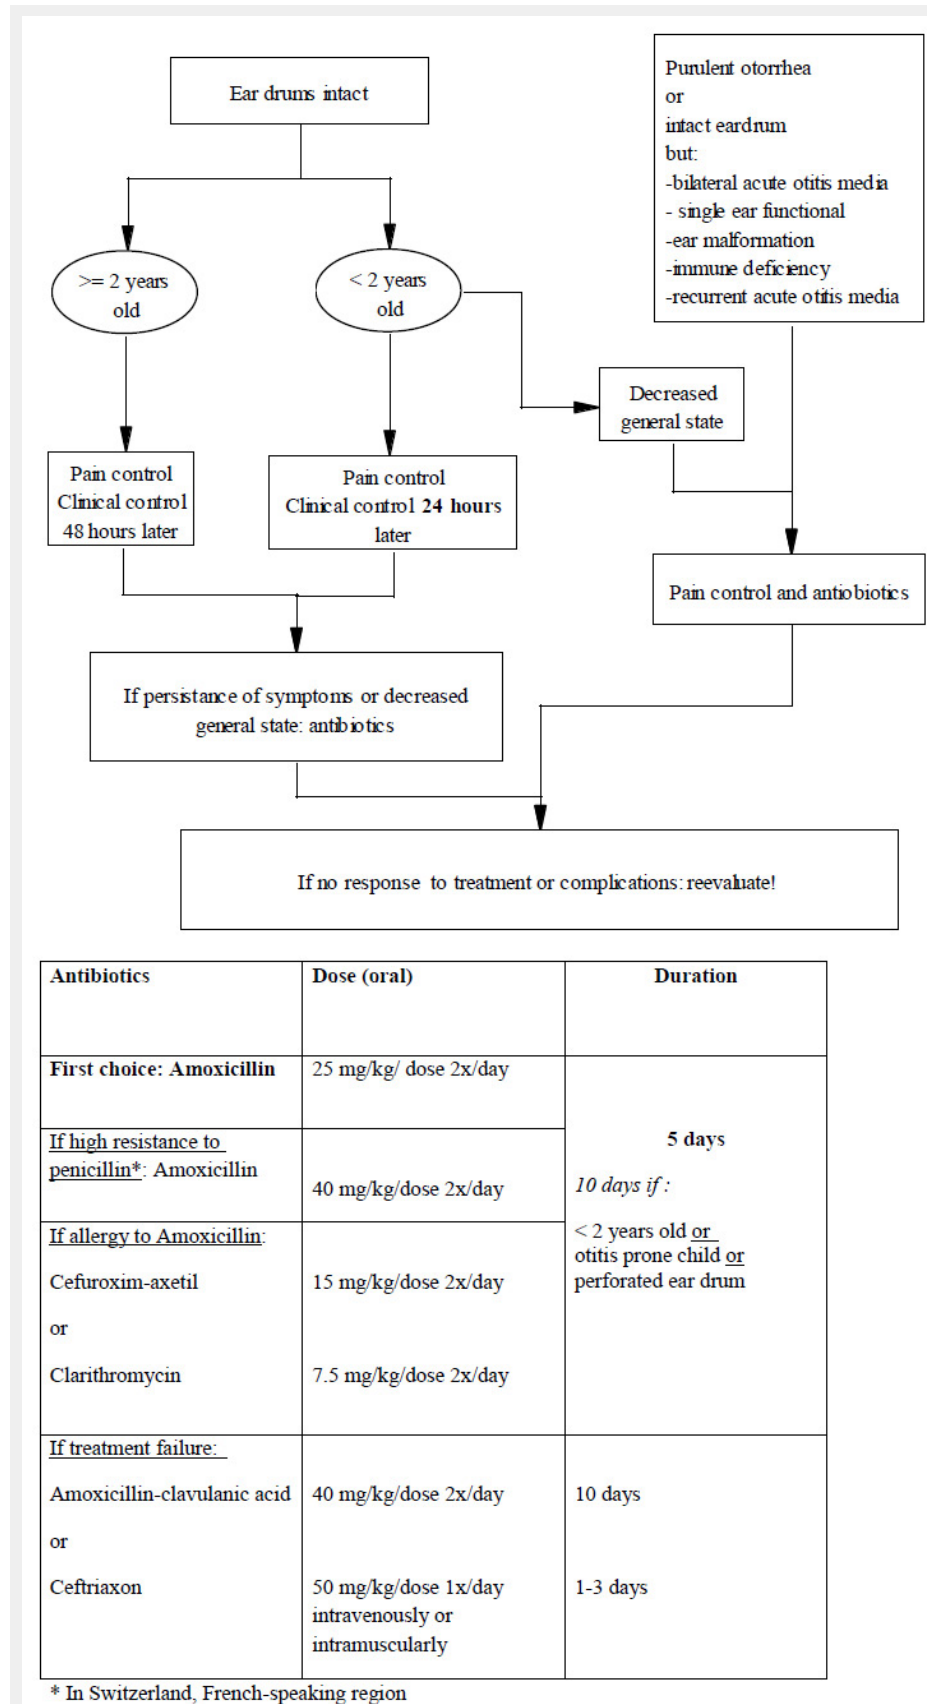 Ear drums intact
Purulent otorrhea
or
intact eardrum
but:
-bilateral acute otitis media
- single ear functional
-ear malformation
-immune deficiency
-recurrent acute otitis media
>= 2 years
old
< 2 years
old
Decreased
general state
Pain control
Clinical control
48 hours later
Pain control
Clinical control 24 hours
later
Pain control and antiobiotics
If persistance of symptoms or decreased
general state: antibiotics
If no response to treatment or complications: reevaluate!
Antibiotics Dose (oral) Duration
First choice: Amoxicillin 25 mg/kg/ dose 2x/day
If high resistance to
penicillin*: Amoxicillin
40 mg/kg/dose 2x/day
5 days
10 days if :
< 2 years old or
otitis prone child or
perforated ear drum
If allergy to Amoxicillin:
Cefuroxim-axetil 15 mg/kg/dose 2x/day
or
Clarithromycin 7.5 mg/kg/dose 2x/day
If treatment failure:
Amoxicillin-clavulanic acid 40 mg/kg/dose 2x/day 10 days
or
Ceftriaxon 50 mg/kg/dose 1x/day 1-3 days
intravenously or
intramuscularly
* In Switzerland, French-speaking region